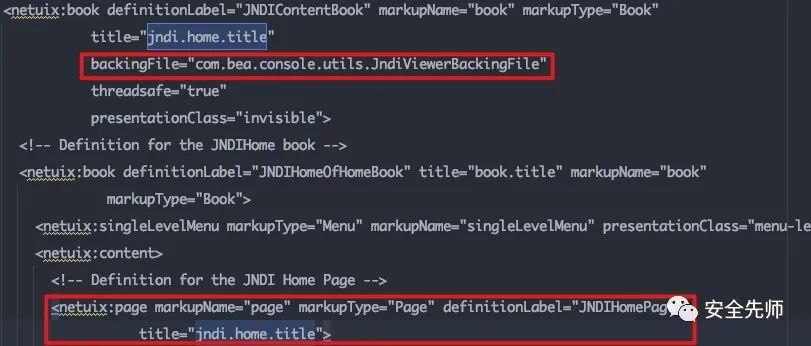 <netuix:book definitionLabel="JNDIContentBook" markupName="book" markupType="Book"
title="jndi.home.title"
backingFile="com.bea.console.utils.JndiViewerBackingFile"
threadsafe="true"
presentationClass="invisible">
<!-- Definition for the JNDIHome book -->
<netuix:book definitionLabel="JNDIHomeOfHomeBook" title="book.title" markupName="book"
markupType="Book">
<netuix:singleLevelMenu markupType="Menu" markupName="singleLevelMenu" presentationClass="menu-le
<netuix:content>
<!-- Definition for the JNDI Home Page -->
<netuix:page markupName="page" markupType="Page" definitionLabel="JNDIHomePag
安全先师
title="jndi.home.title">